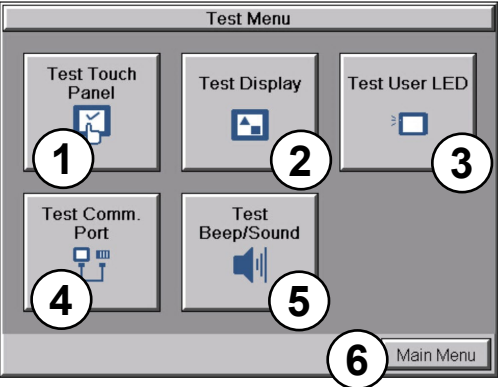 Test Menu
Test Touch
Panel
1
Test Display
2
Test User LED
3
Test Comm.
Port
4
Test
Beep/Sound
5
6
Main Menu